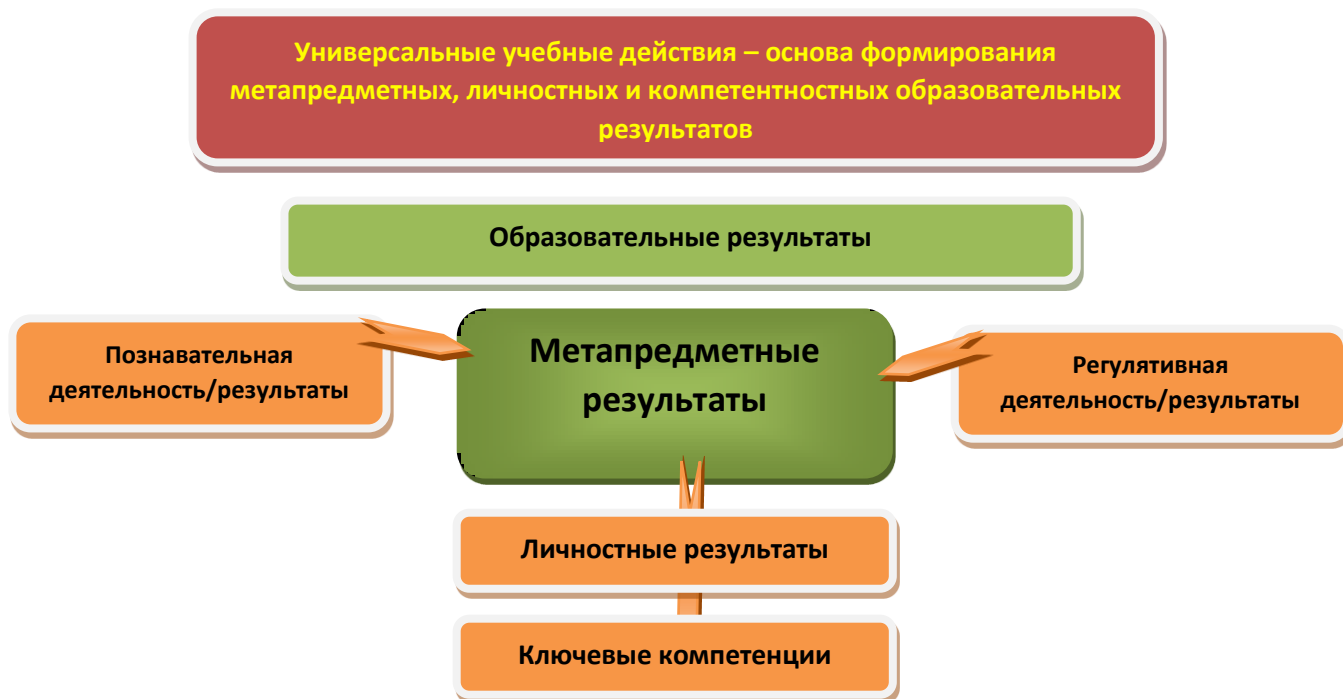 Универсальные учебные действия – основа формирования
метапредметных, личностных и компетентностных образовательных
результатов
Образовательные результаты
Познавательная
деятельность/результаты
Метапредметные
результаты
Регулятивная
деятельность/результаты
Личностные результаты
Ключевые компетенции